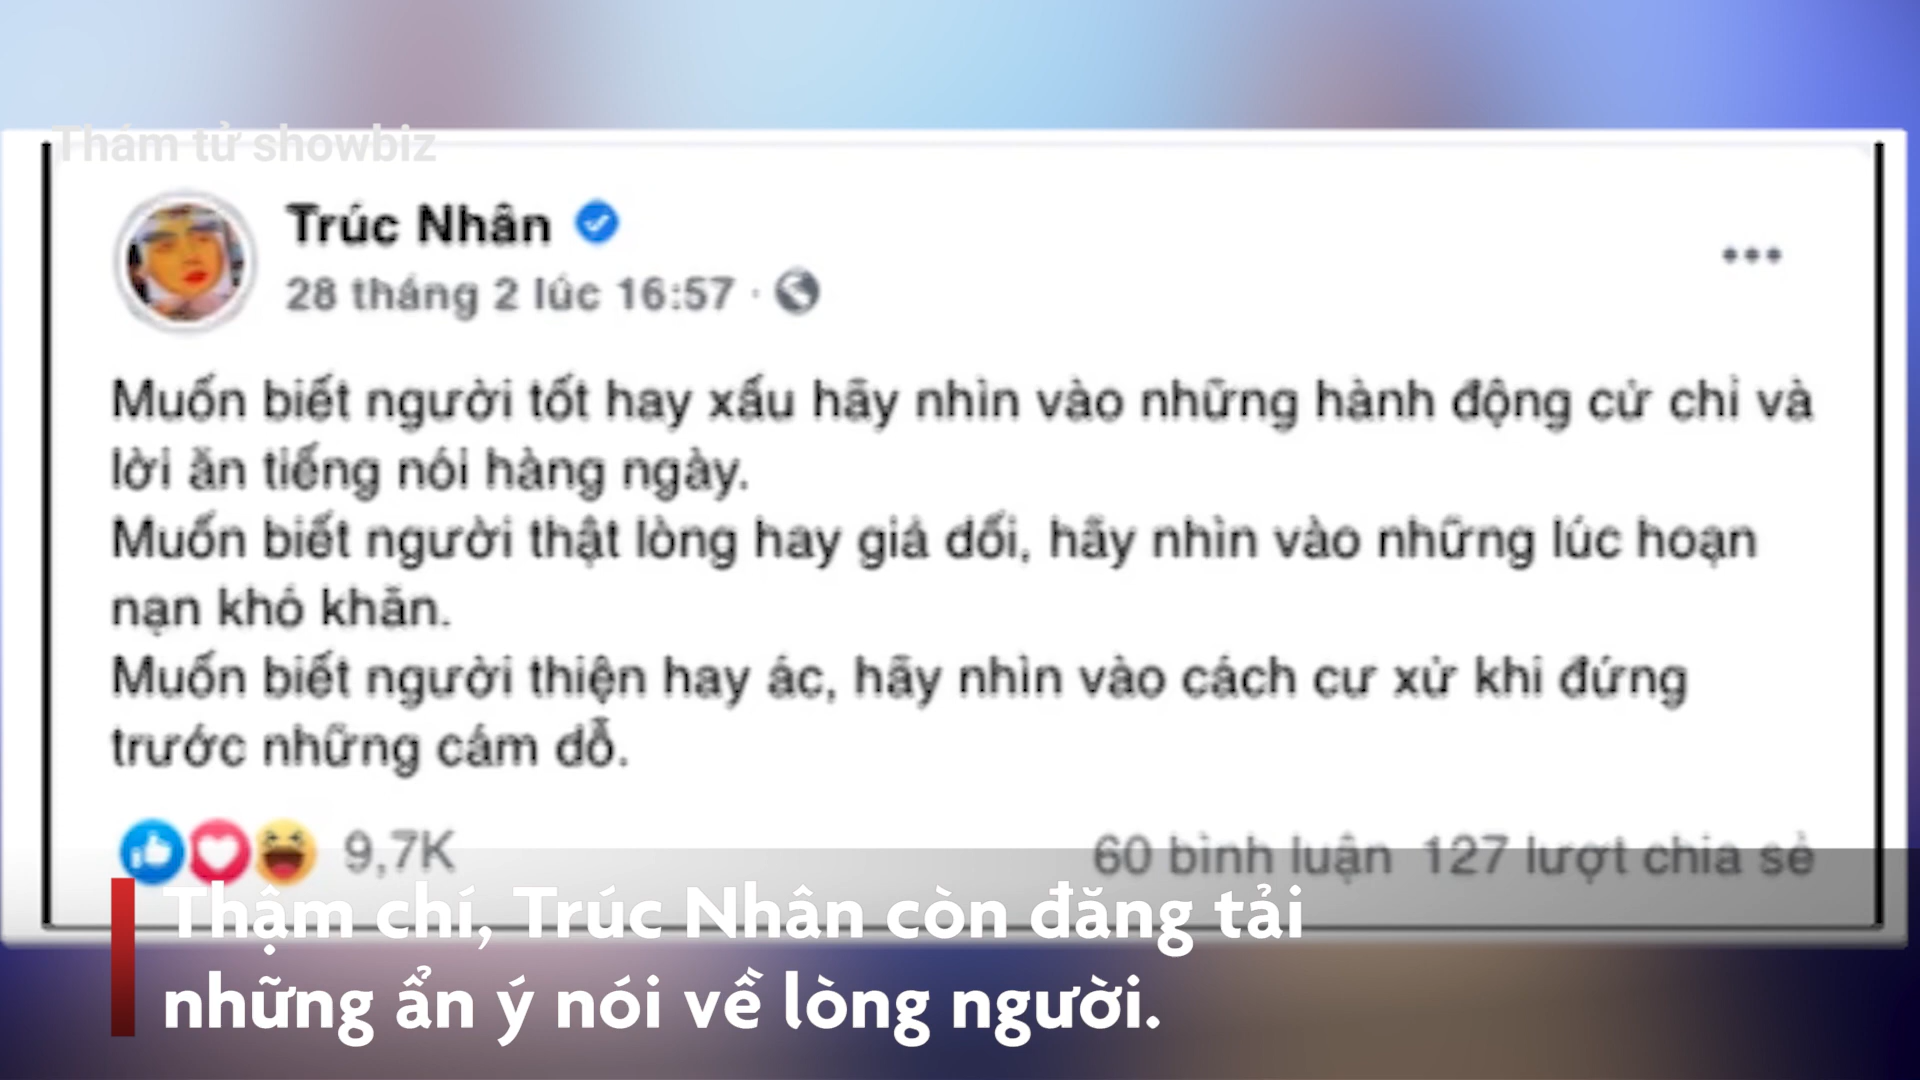 Thám tử showbiz
Trúc Nhân
28 tháng 2 lúc 16:57 ·
Muốn biết người tốt hay xấu hãy nhìn vào những hành động cử chỉ và
lời ăn tiếng nói hàng ngày.
Muốn biết người thật lòng hay giả dối, hãy nhìn vào những lúc hoạn
nạn khó khăn.
Muốn biết người thiện hay ác, hãy nhìn vào cách cư xử khi đứng
trước những cám dỗ.
9,7K 60 bình luận 127 lượt chia sẻ
Thậm chí, Trúc Nhân còn đăng tải
những ẩn ý nói về lòng người.